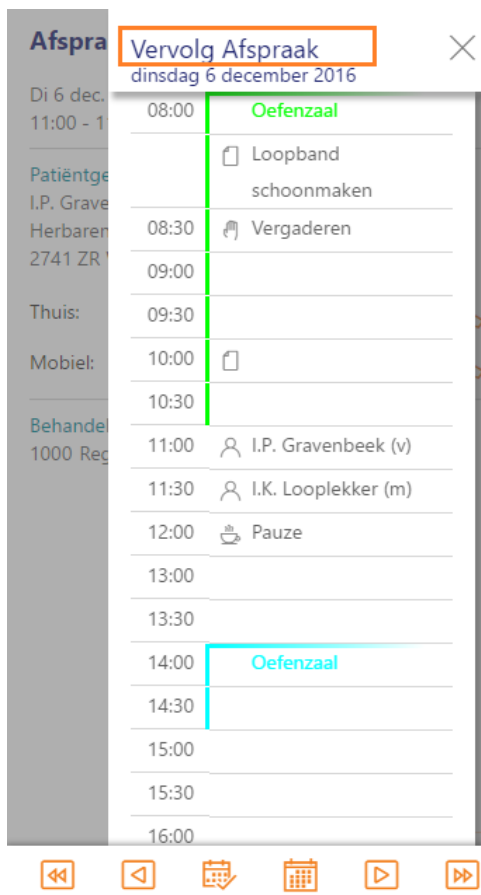 Afspra
Di 6 dec.
11:00 - 1
Patiëntge
I.P. Grave
Herbaren
2741 ZR
Thuis:
Mobiel:
Behandel
1000 Reg
Vervolg Afspraak
dinsdag 6 december 2016
08:00 Oefenzaal
Loopband
schoonmaken
08:30 Vergaderen
09:00
09:30
10:00
10:30
11:00 I.P. Gravenbeek (v)
11:30 I.K. Looplekker (m)
12:00 Pauze
13:00
13:30
14:00 Oefenzaal
14:30
15:00
15:30
16:00